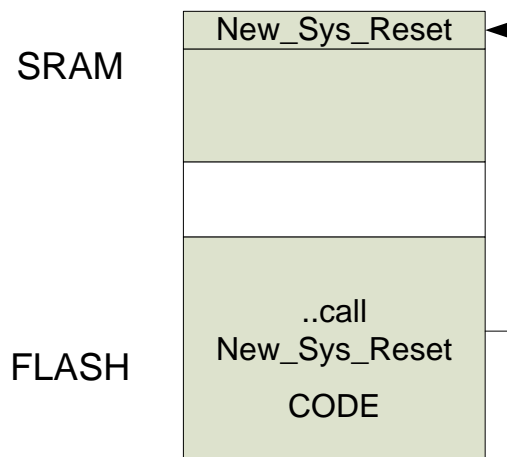 New_Sys_Reset
SRAM
..call
New_Sys_Reset
FLASH
CODE